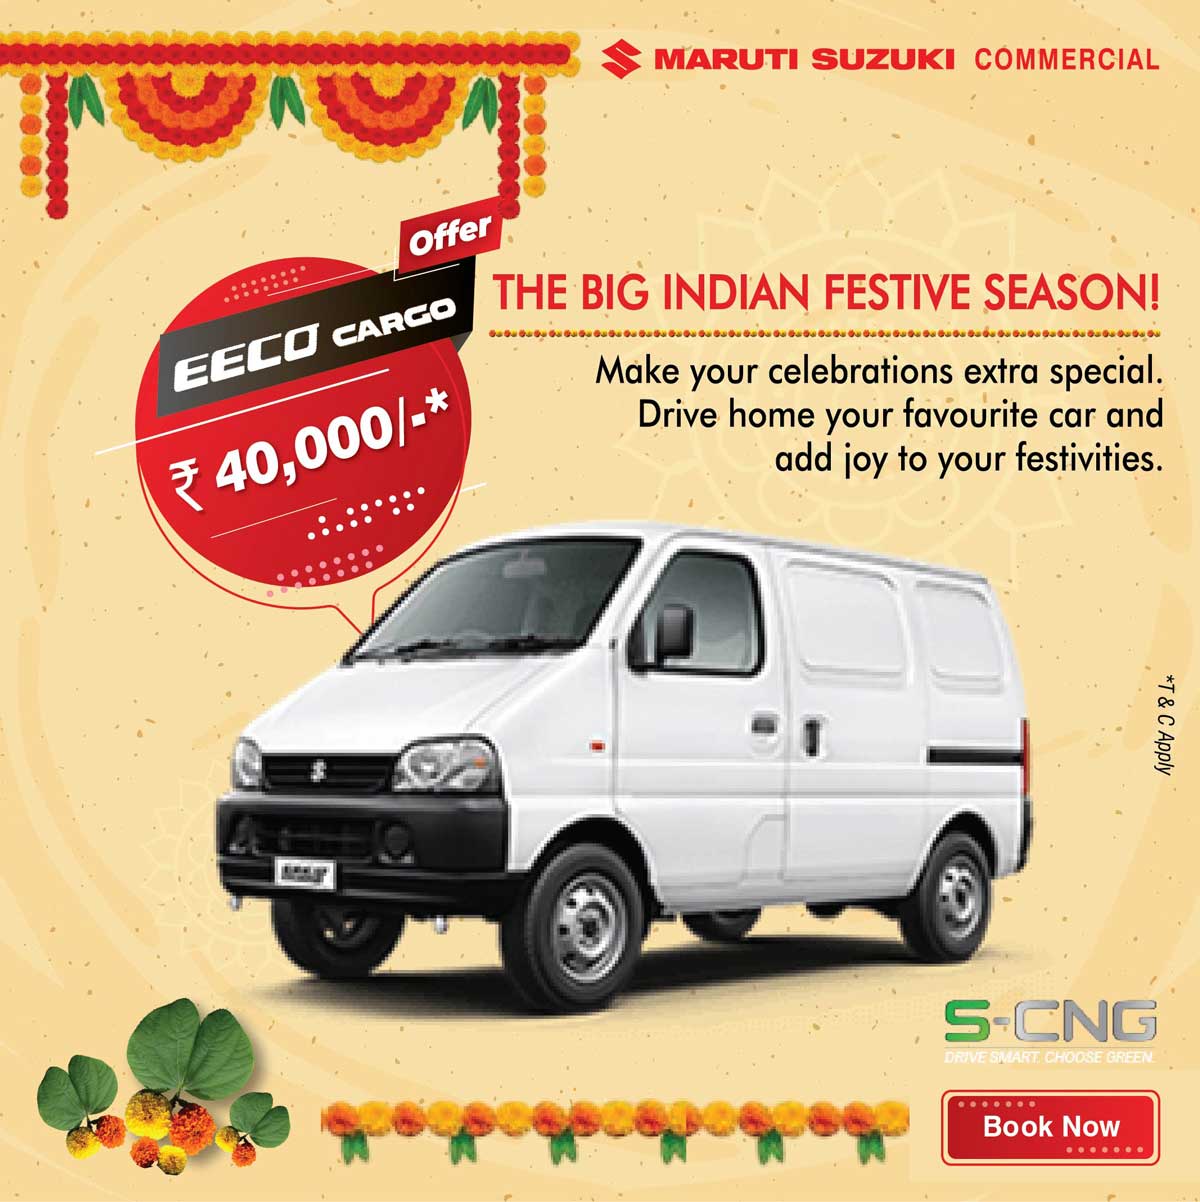 MARUTI SUZUKI COMMERCIAL
Offer
EECO CARGO
₹ 40,000/-*
THE BIG INDIAN FESTIVE SEASON!
Make your celebrations extra special.
Drive home your favourite car and
add joy to your festivities.
*T & C Apply
S-CNG
DRIVE SMART. CHOOSE GREEN.
Book Now